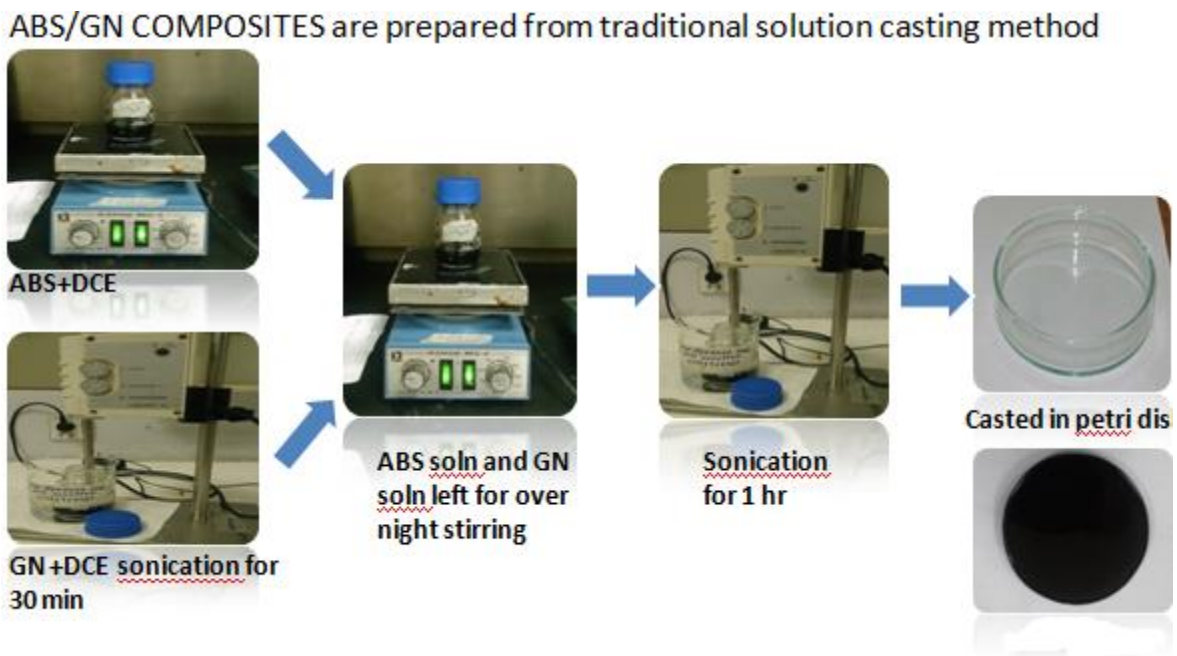 ABS/GN COMPOSITES are prepared from traditional solution casting method
ABS+DCE
GN+DCE sonication for
30 min
ABS soln and GN
soln left for over
night stirring
Sonication
for 1 hr
Casted in petri dis